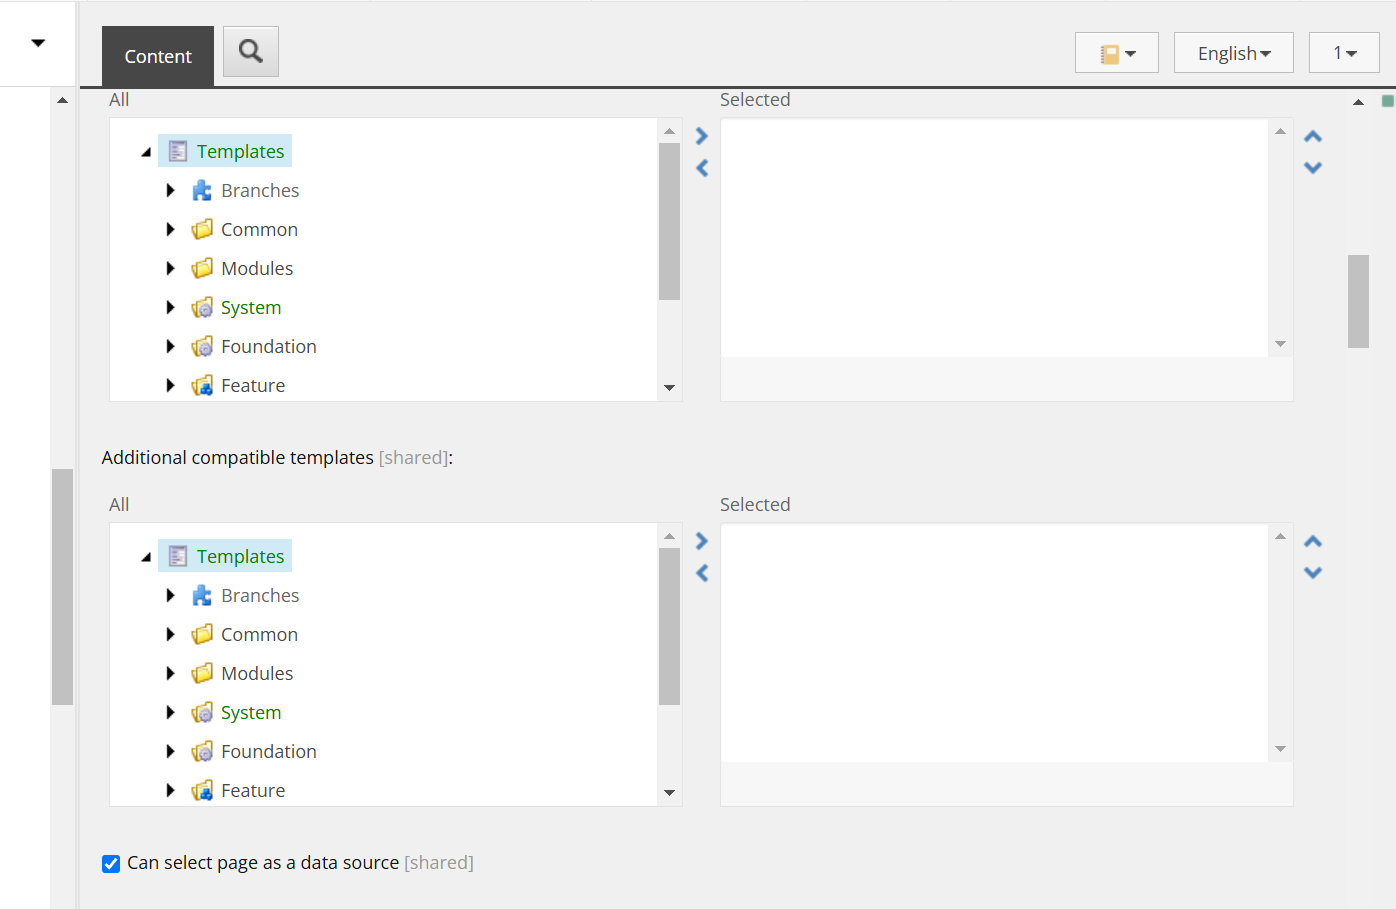 Content
English
1
All
Selected
Templates
Branches
Common
Modules
System
Foundation
Feature
Additional compatible templates [shared]:
All
Selected
Templates
Branches
Common
Modules
System
Foundation
Feature
Can select page as a data source [shared]